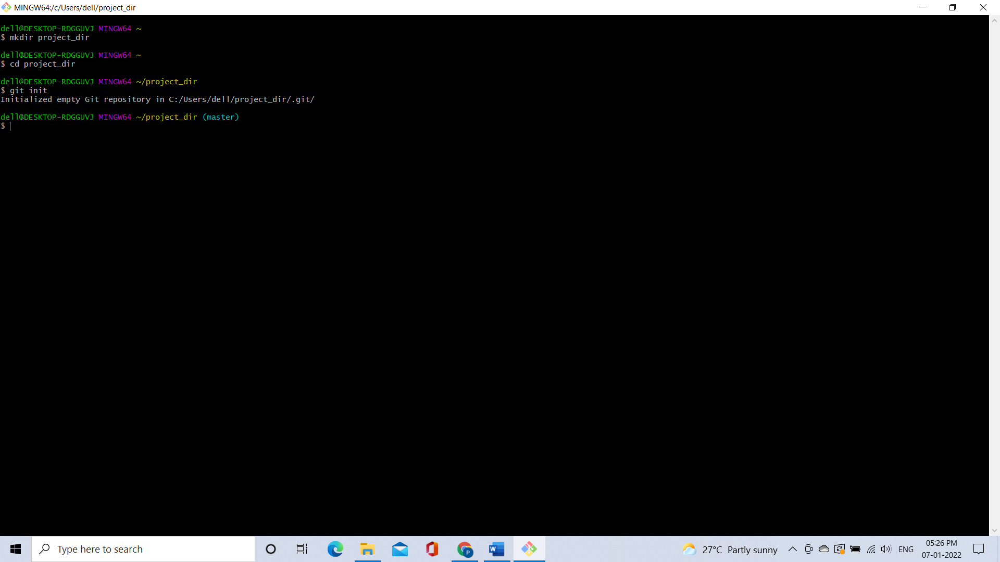 MINGW64:/c/Users/dell/project_dir
dell@DESKTOP-RDGGUVJ MINGW64 ~
$ mkdir project_dir
dell@DESKTOP-RDGGUVJ MINGW64 ~
$ cd project_dir
dell@DESKTOP-RDGGUVJ MINGW64 ~/project_dir
$ git init
Initialized empty Git repository in C:/Users/dell/project_dir/.git/
dell@DESKTOP-RDGGUVJ MINGW64 ~/project_dir (master)
$
Type here to search
27°C Partly sunny
ENG
05:26 PM
07-01-2022